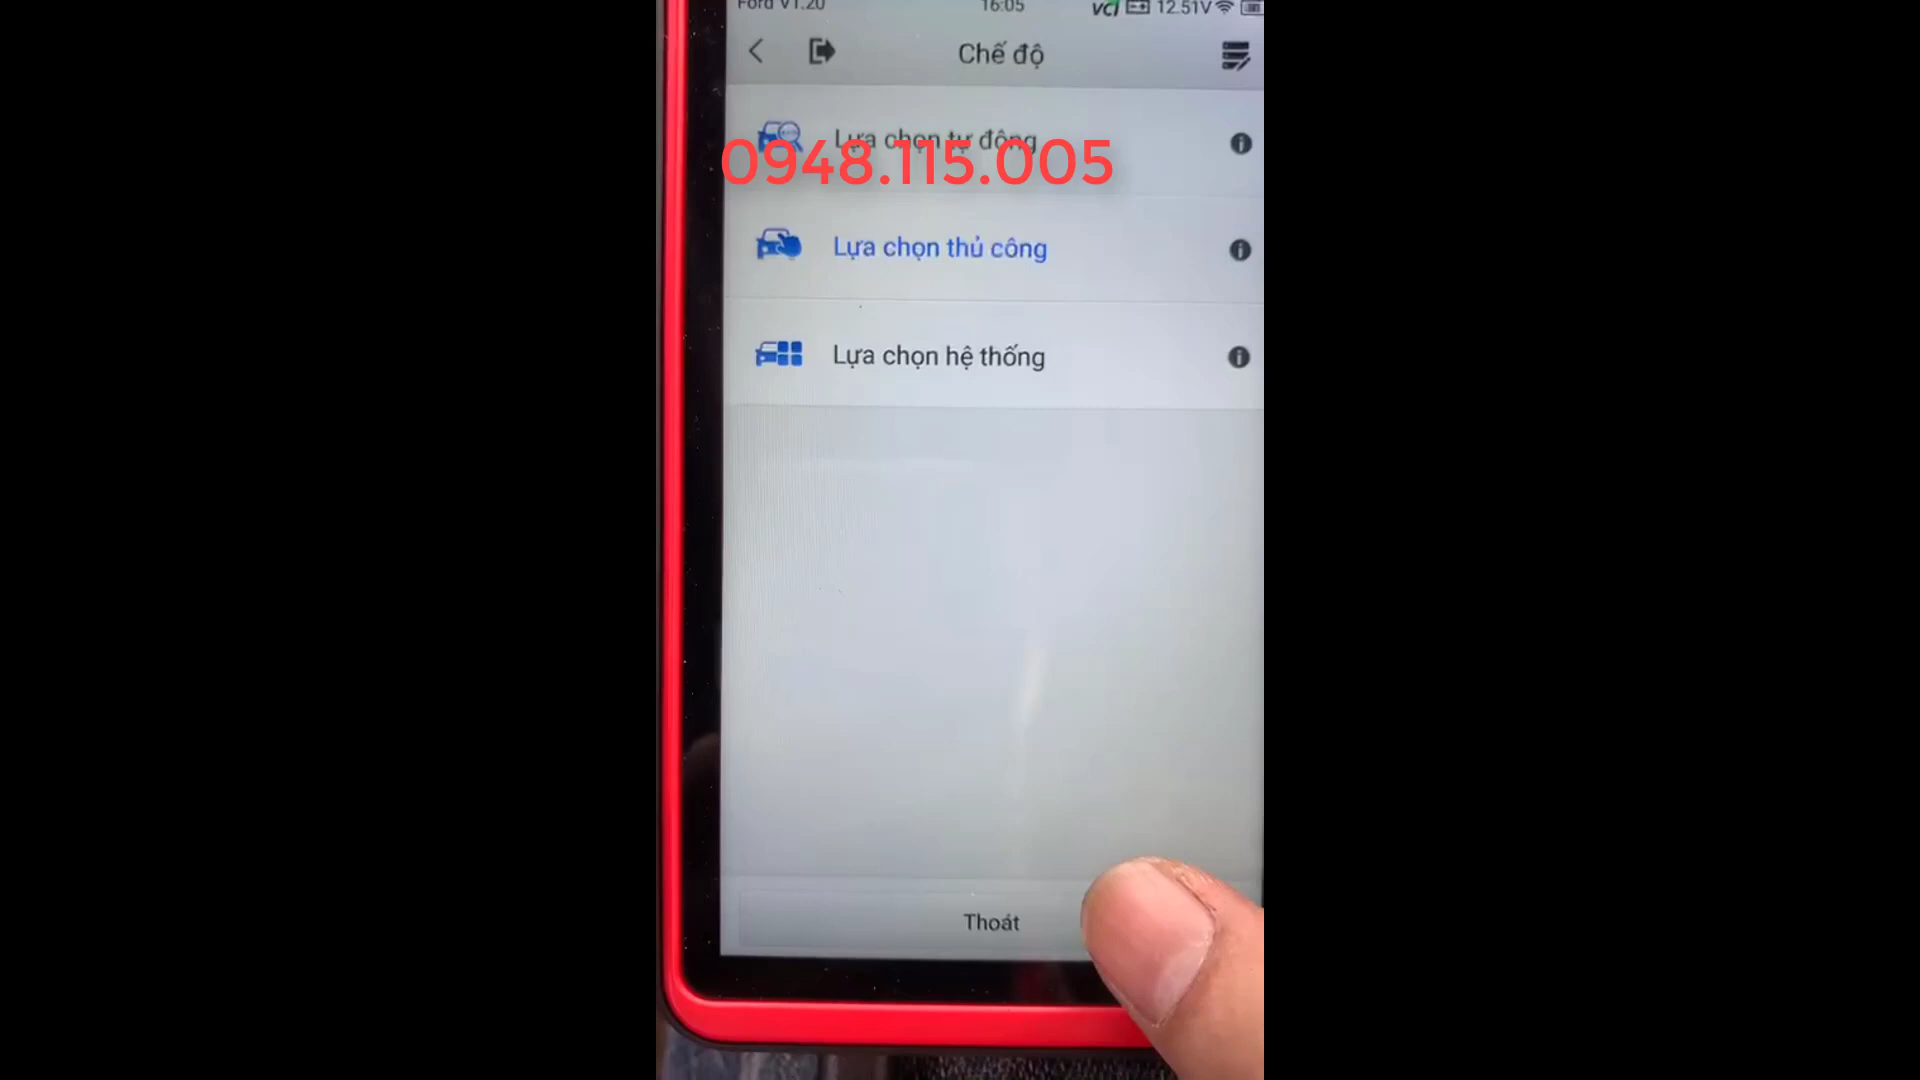 Ford V1.20 16:05 VCI 12.51V
Chế độ
Lựa chọn tự động
0948.115.005
Lựa chọn thủ công
Lựa chọn hệ thống
Thoát